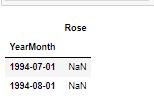 Rose
YearMonth
1994-07-01 NaN
1994-08-01 NaN